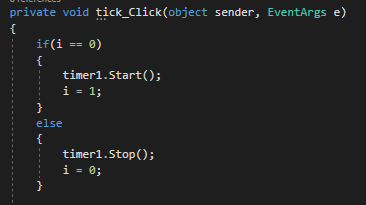 private void tick_Click(object sender, EventArgs e)
{
if(i == 0)
{
timer1.Start();
i = 1;
}
else
{
timer1.Stop();
i = 0;
}